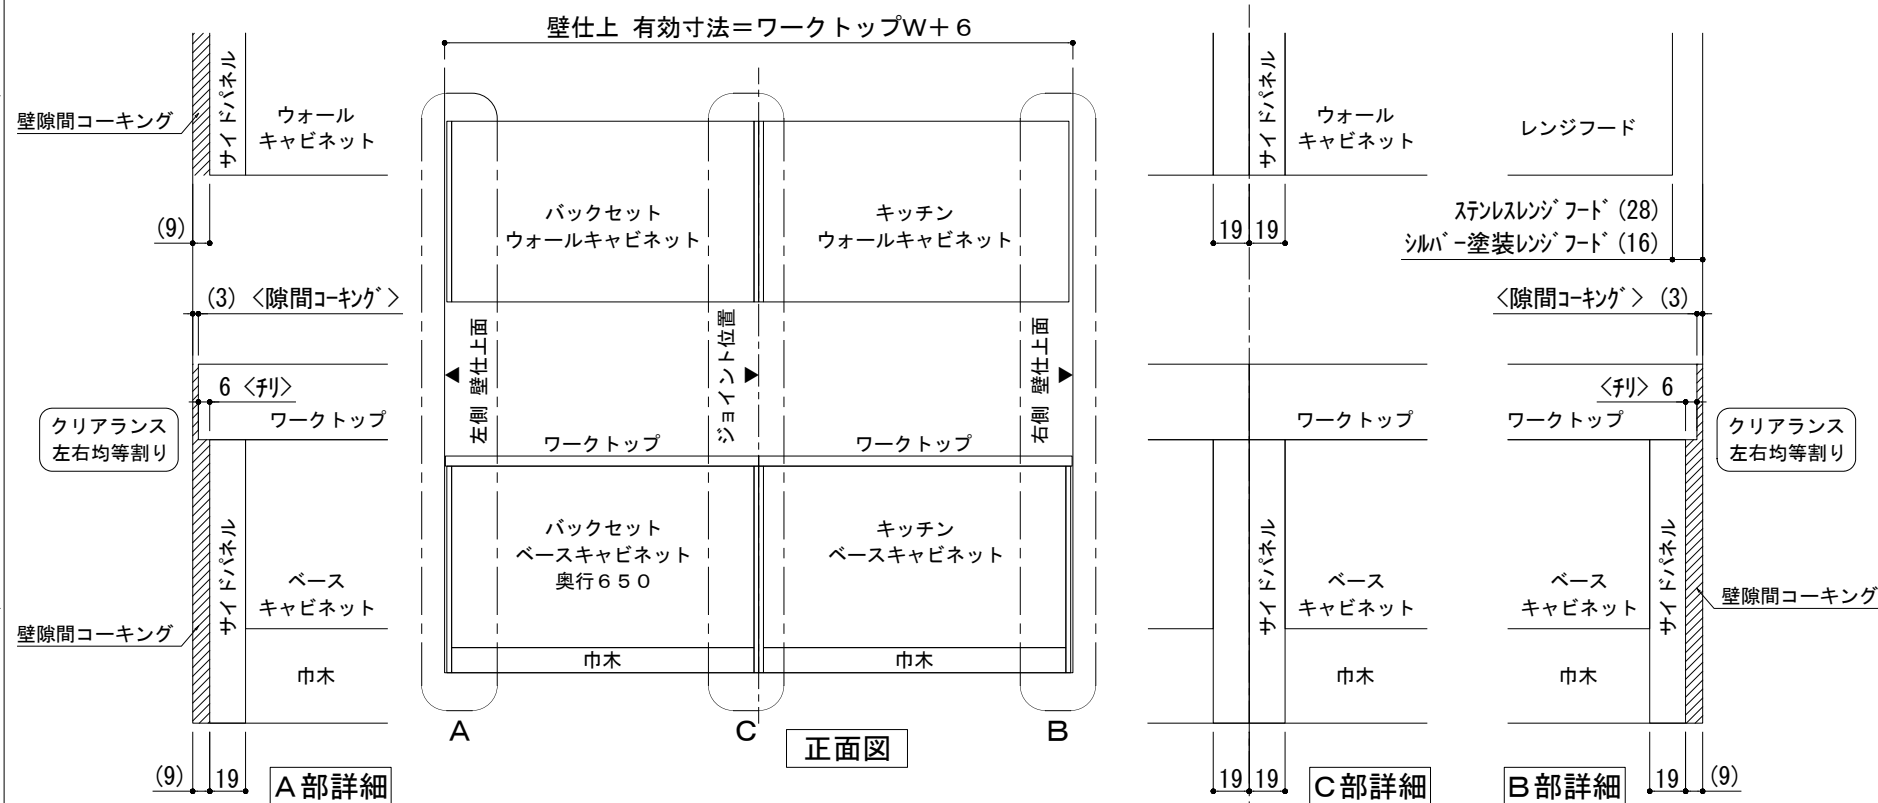 壁仕上 有効寸法＝ワークトップW＋６
壁隙間コーキング
サイドパネル
ウォール
キャビネット
(9)
(3) <隙間ｺｰｷﾝｸﾞ>
6 <ﾁﾘ>
ワークトップ
クリアランス
左右均等割り
サイドパネル
ベース
キャビネット
壁隙間コーキング
巾木
(9)
19
A部詳細
バックセット
ウォールキャビネット
キッチン
ウォールキャビネット
左側 壁仕上面
ジョイント位置
右側 壁仕上面
ワークトップ
ワークトップ
バックセット
ベースキャビネット
奥行６５０
キッチン
ベースキャビネット
巾木
巾木
A
C
B
正面図
サイドパネル
ウォール
キャビネット
19
19
ワークトップ
サイドパネル
ベース
キャビネット
巾木
19
19
C部詳細
レンジフード
ｽﾃﾝﾚｽﾚﾝｼﾞﾌｰﾄﾞ(28)
ｼﾙﾊﾞｰ塗装ﾚﾝｼﾞﾌｰﾄﾞ(16)
<隙間ｺｰｷﾝｸﾞ> (3)
<ﾁﾘ> 6
ワークトップ
クリアランス
左右均等割り
サイドパネル
ベース
キャビネット
壁隙間コーキング
巾木
B部詳細
19
(9)